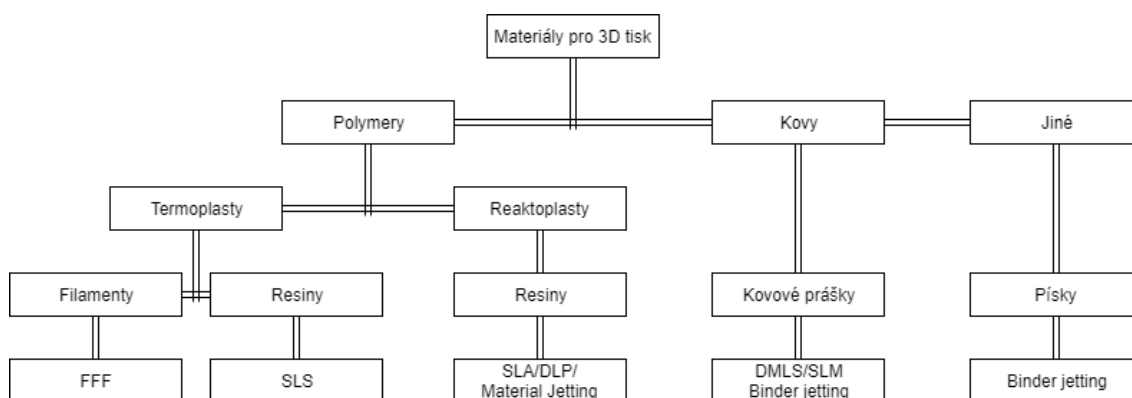 Materiály pro 3D tisk
Polymery
Kovy
Jiné
Termoplasty
Reaktoplasty
Filamenty
Resiny
Resiny
Kovové prášky
Písky
FFF
SLS
SLA/DLP/
Material Jetting
DMLS/SLM
Binder jetting
Binder jetting